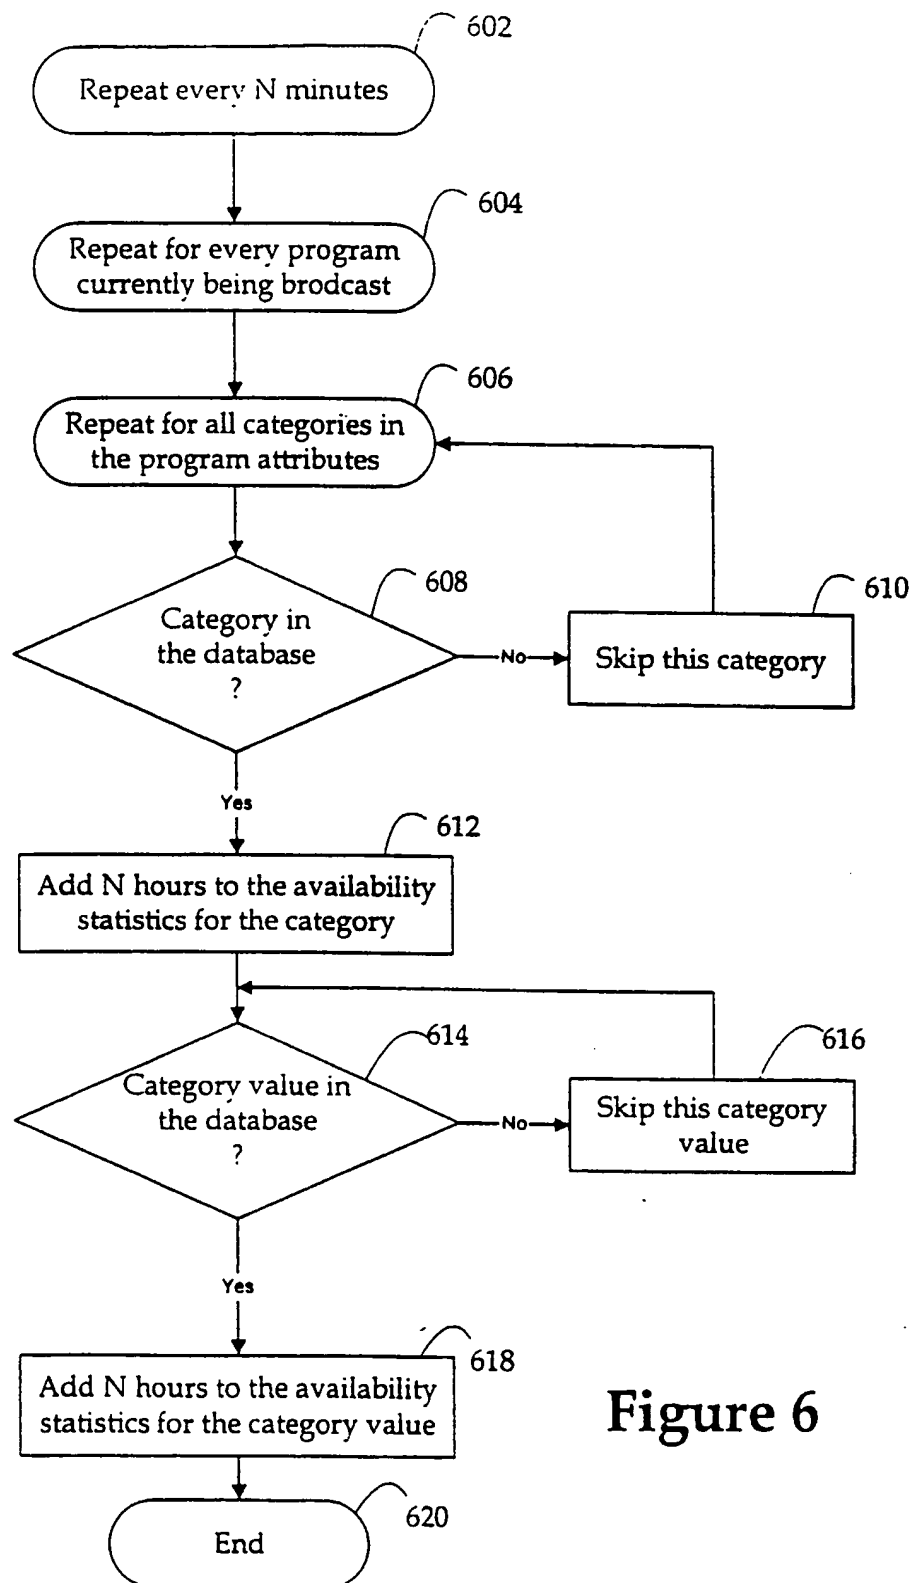 602
Repeat every N minutes
604
Repeat for every program
currently being brodcast
606
Repeat for all categories in
the program attributes
608
Category in
the database
?
No
610
Skip this category
Yes
612
Add N hours to the availability
statistics for the category
614
Category value in
the database
?
No
616
Skip this category
value
Yes
618
Add N hours to the availability
statistics for the category value
Figure 6
620
End